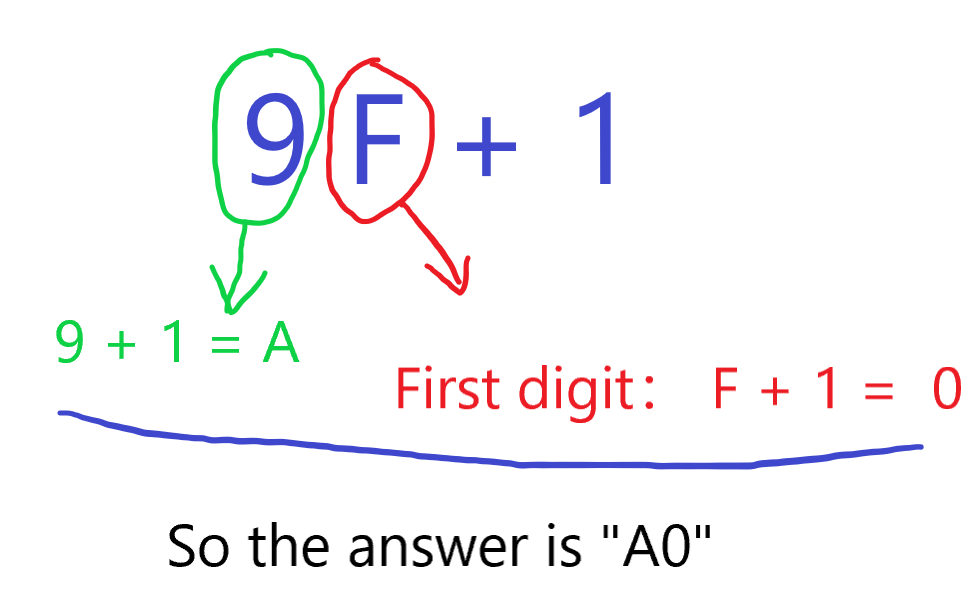 9F + 1
9 + 1 = A
First digit: F + 1 = 0
So the answer is "A0"